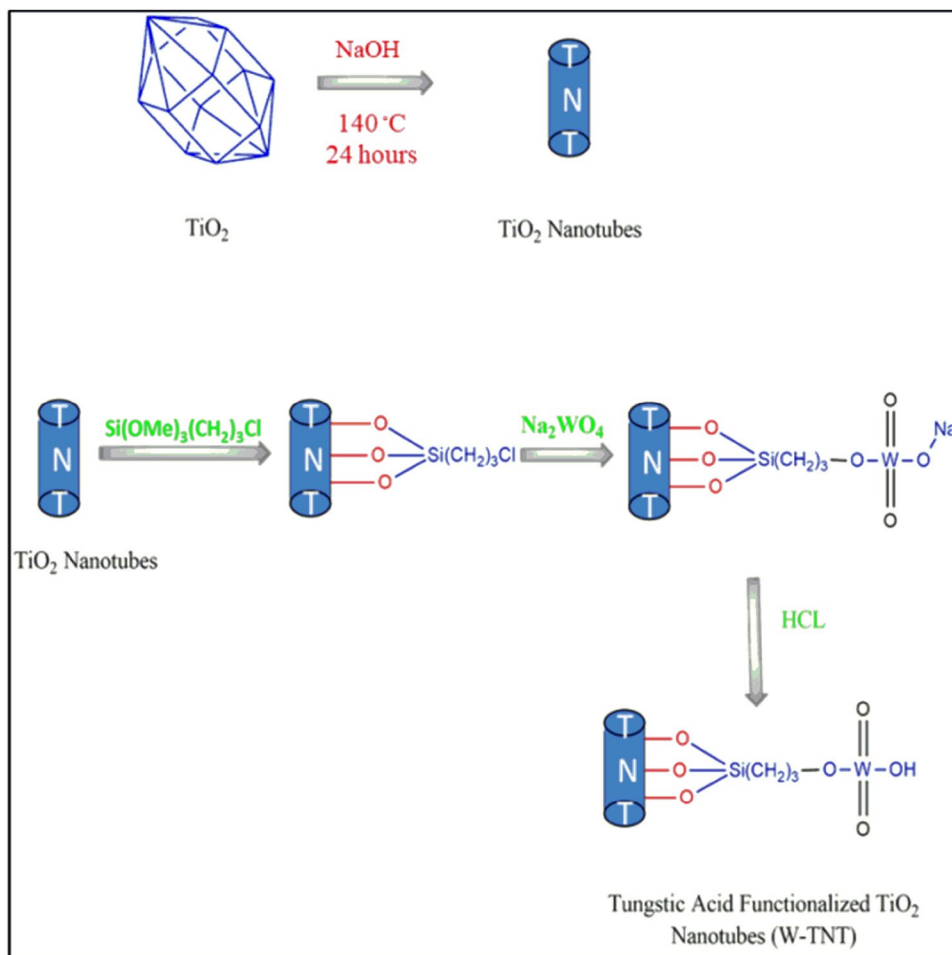 NaOH
140 °C
24 hours
T
N
T
TiO₂
TiO₂ Nanotubes
T
N
T
TiO₂ Nanotubes
Si(OMe)₃(CH₂)₃Cl
T
N
T
O
O
O
Si(CH₂)₃Cl
Na₂WO₄
T
N
T
O
O
O
Si(CH₂)₃
O
W
O
O
O
Na
HCL
T
N
T
O
O
O
Si(CH₂)₃
O
W
OH
O
O
Tungstic Acid Functionalized TiO₂
Nanotubes (W-TNT)